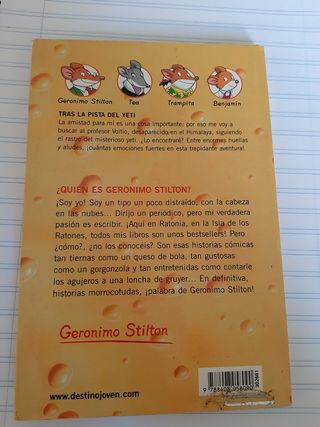 Geronimo Stilton Tea Trampita Benjamín
TRAS LA PISTA DEL YETI
La amistad para mí es una cosa importante: por eso me voy a
buscar al profesor Voltio, desaparecido en el Himalaya, siguiendo
el rastro del misterioso yeti. ¿Lo encontraré? Entre enormes huellas
y aludes, ¡cuántas emociones fuertes en esta trepidante aventura!
¿QUIÉN ES GERONIMO STILTON?
¡Soy yo! Soy un tipo un poco distraído, con la cabeza
en las nubes... Dirijo un periódico, pero mi verdadera
pasión es escribir. ¡Aquí en Ratonia, en la Isla de los
Ratones, todos mis libros son unos bestsellers! Pero
¿cómo?, ¿no los conocéis? Son esas historias cómicas
tan tiernas como un queso de bola, tan gustosas
como un gorgonzola y tan entretenidas como contarle
los agujeros a una loncha de gruyer... En definitiva,
historias morrocotudas, ¡palabra de Geronimo Stilton!
Geronimo Stilton
www.destinojoven.com